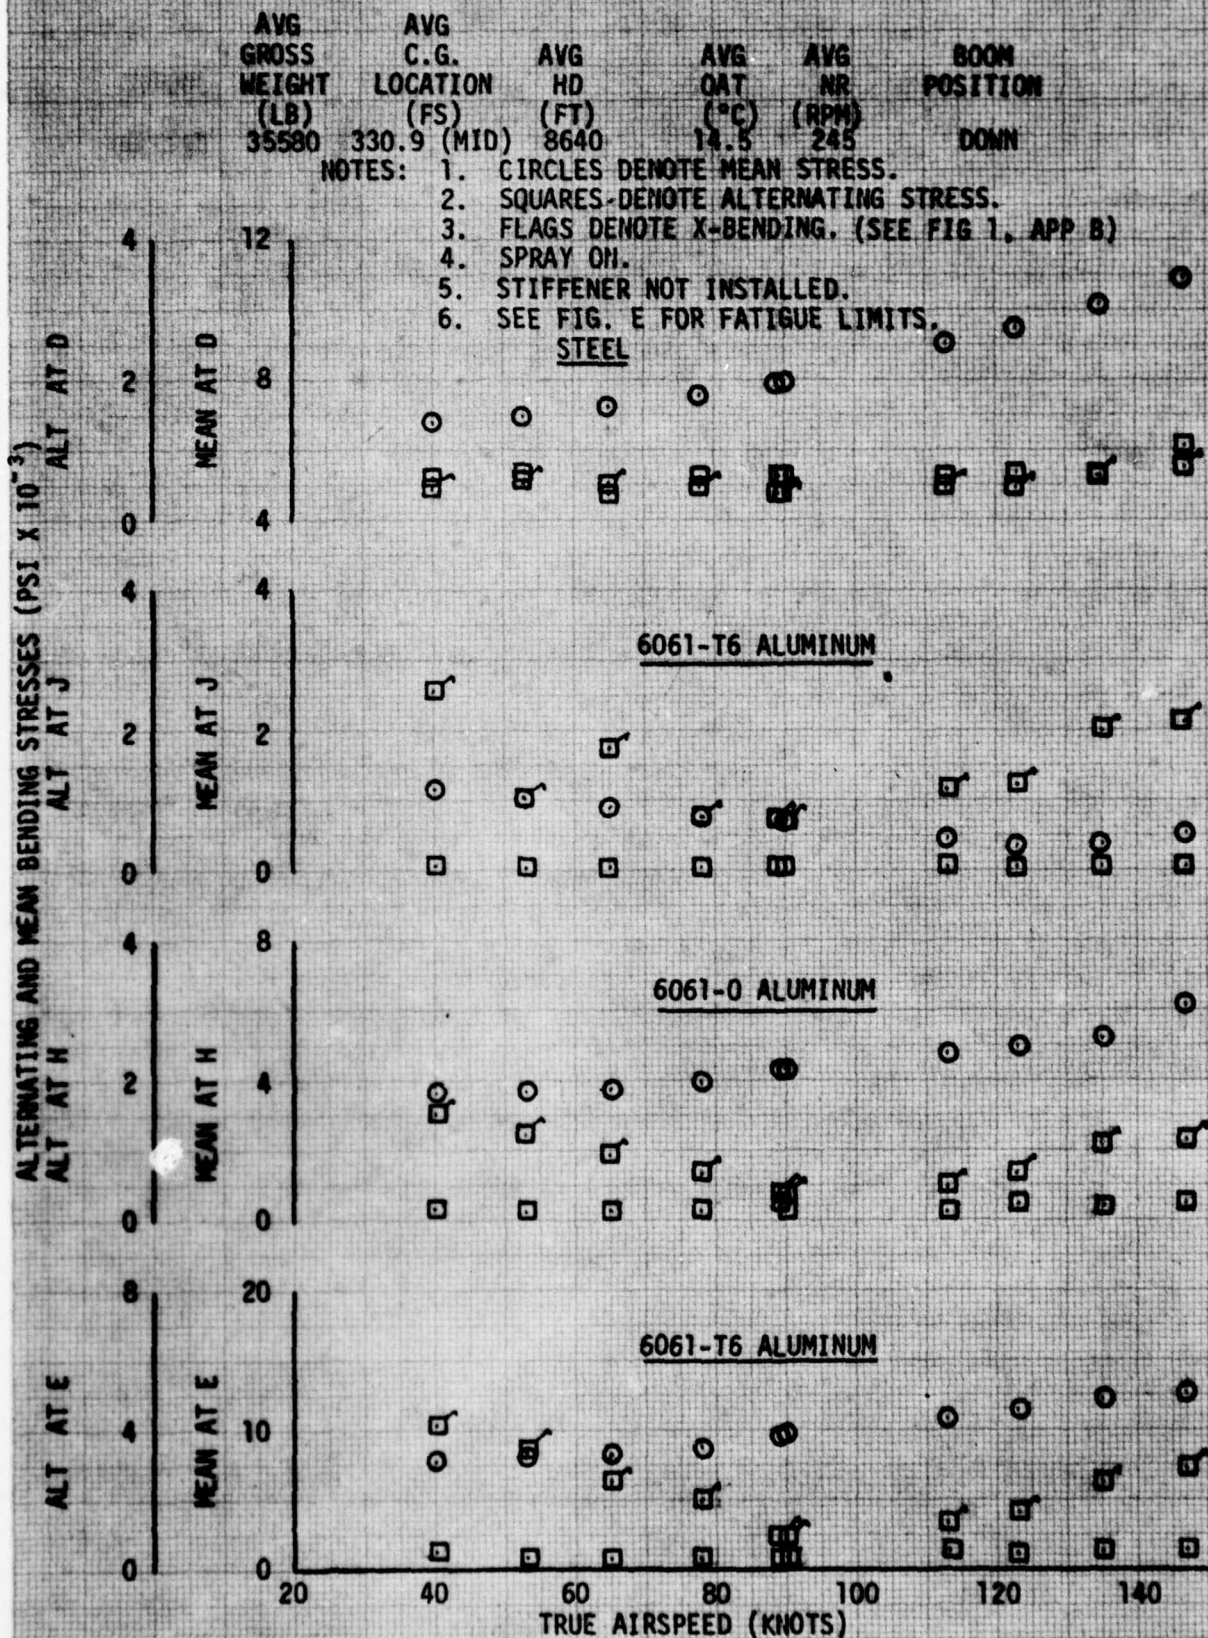 AVG GROSS WEIGHT (LB) AVG C.G. LOCATION (FS) AVG HD (FT) AVG OAT (°C) AVG NR (RPM) BOOM POSITION
35580 330.9 (MID) 8640 14.5 245 DOWN
NOTES: 1. CIRCLES DENOTE MEAN STRESS.
2. SQUARES DENOTE ALTERNATING STRESS.
3. FLAGS DENOTE X-BENDING. (SEE FIG 1, APP B)
4. SPRAY ON.
5. STIFFENER NOT INSTALLED.
6. SEE FIG. E FOR FATIGUE LIMITS.
STEEL
ALTERNATING AND MEAN BENDING STRESSES (PSI X 10⁻³)
ALT AT D
4
2
0
MEAN AT D
12
8
4
6061-T6 ALUMINUM
ALT AT J
4
2
0
MEAN AT J
4
2
0
6061-0 ALUMINUM
ALT AT H
4
2
0
MEAN AT H
8
4
0
6061-T6 ALUMINUM
ALT AT E
8
4
0
MEAN AT E
20
10
0
20 40 60 80 100 120 140
TRUE AIRSPEED (KNOTS)